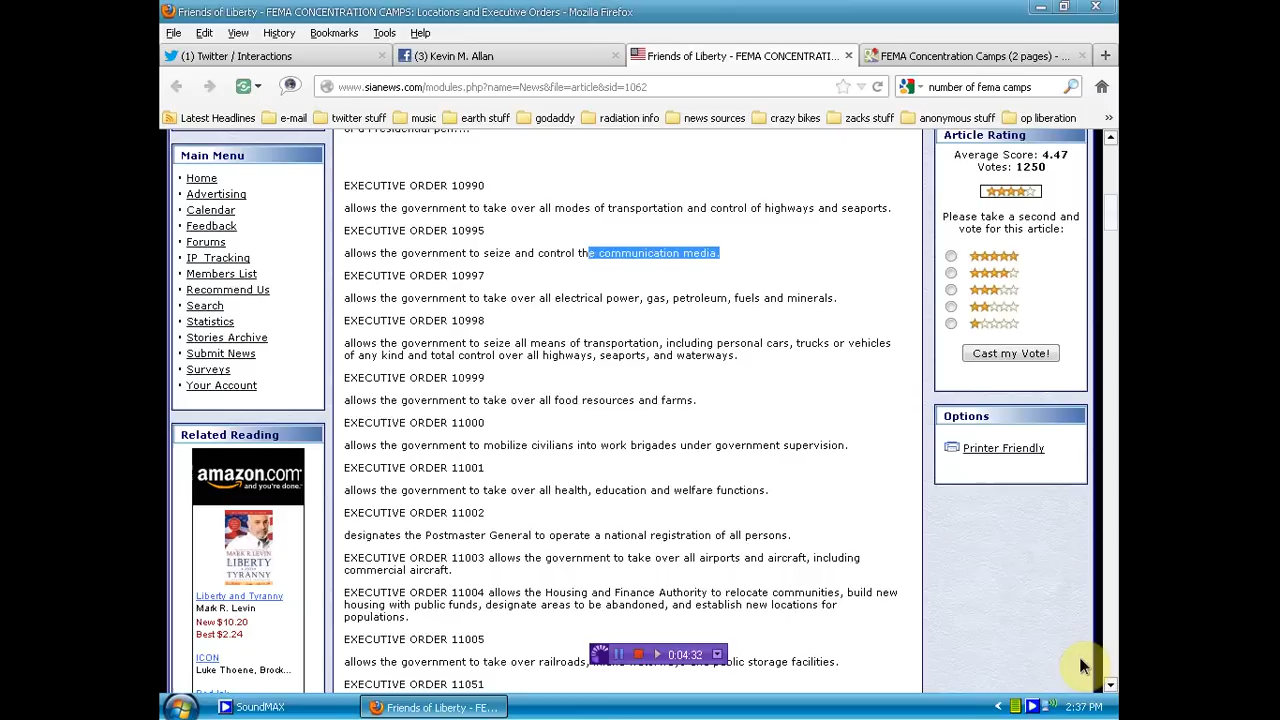 Friends of Liberty - FEMA CONCENTRATION CAMPS: Locations and Executive Orders - Mozilla Firefox
File Edit View History Bookmarks Tools Help
(1) Twitter / Interactions
(3) Kevin M. Allan
Friends of Liberty - FEMA CONCENTRATI...
FEMA Concentration Camps (2 pages) - ...
www.sianews.com/modules.php?name=News&file=article&sid=1062
number of fema camps
Latest Headlines e-mail twitter stuff music earth stuff godaddy radiation info news sources crazy bikes zacks stuff anonymous stuff op liberation
Main Menu
Home
Advertising
Calendar
Feedback
Forums
IP Tracking
Members List
Recommend Us
Search
Statistics
Stories Archive
Submit News
Surveys
Your Account
Related Reading
amazon.com
and you're done.
MARK R. LEVIN
LIBERTY
AND
TYRANNY
Liberty and Tyranny
Mark R. Levin
New $10.20
Best $2.24
ICON
Luke Thoene, Brock...
of a Presidential pen....
EXECUTIVE ORDER 10990
allows the government to take over all modes of transportation and control of highways and seaports.
EXECUTIVE ORDER 10995
allows the government to seize and control the communication media.
EXECUTIVE ORDER 10997
allows the government to take over all electrical power, gas, petroleum, fuels and minerals.
EXECUTIVE ORDER 10998
allows the government to seize all means of transportation, including personal cars, trucks or vehicles
of any kind and total control over all highways, seaports, and waterways.
EXECUTIVE ORDER 10999
allows the government to take over all food resources and farms.
EXECUTIVE ORDER 11000
allows the government to mobilize civilians into work brigades under government supervision.
EXECUTIVE ORDER 11001
allows the government to take over all health, education and welfare functions.
EXECUTIVE ORDER 11002
designates the Postmaster General to operate a national registration of all persons.
EXECUTIVE ORDER 11003 allows the government to take over all airports and aircraft, including
commercial aircraft.
EXECUTIVE ORDER 11004 allows the Housing and Finance Authority to relocate communities, build new
housing with public funds, designate areas to be abandoned, and establish new locations for
populations.
EXECUTIVE ORDER 11005
allows the government to take over railroads, public storage facilities.
EXECUTIVE ORDER 11051
0:04:32
Article Rating
Average Score: 4.47
Votes: 1250
Please take a second and
vote for this article:
Cast my Vote!
Options
Printer Friendly
SoundMAX
Friends of Liberty - FE...
2:37 PM